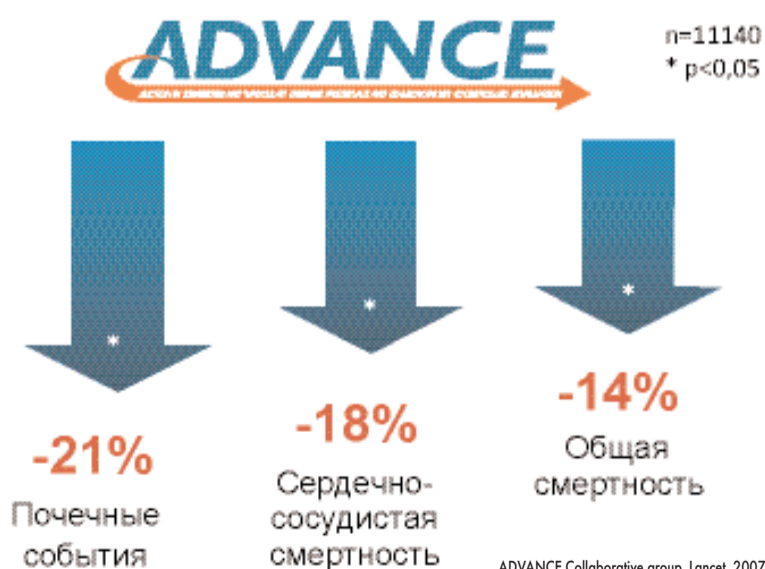 ADVANCE
n=11140
* p<0,05
*
*
*
-21%
Почечные
события
-18%
Сердечно-
сосудистая
смертность
-14%
Общая
смертность
ADVANCE Collaborative group, Lancet, 2007